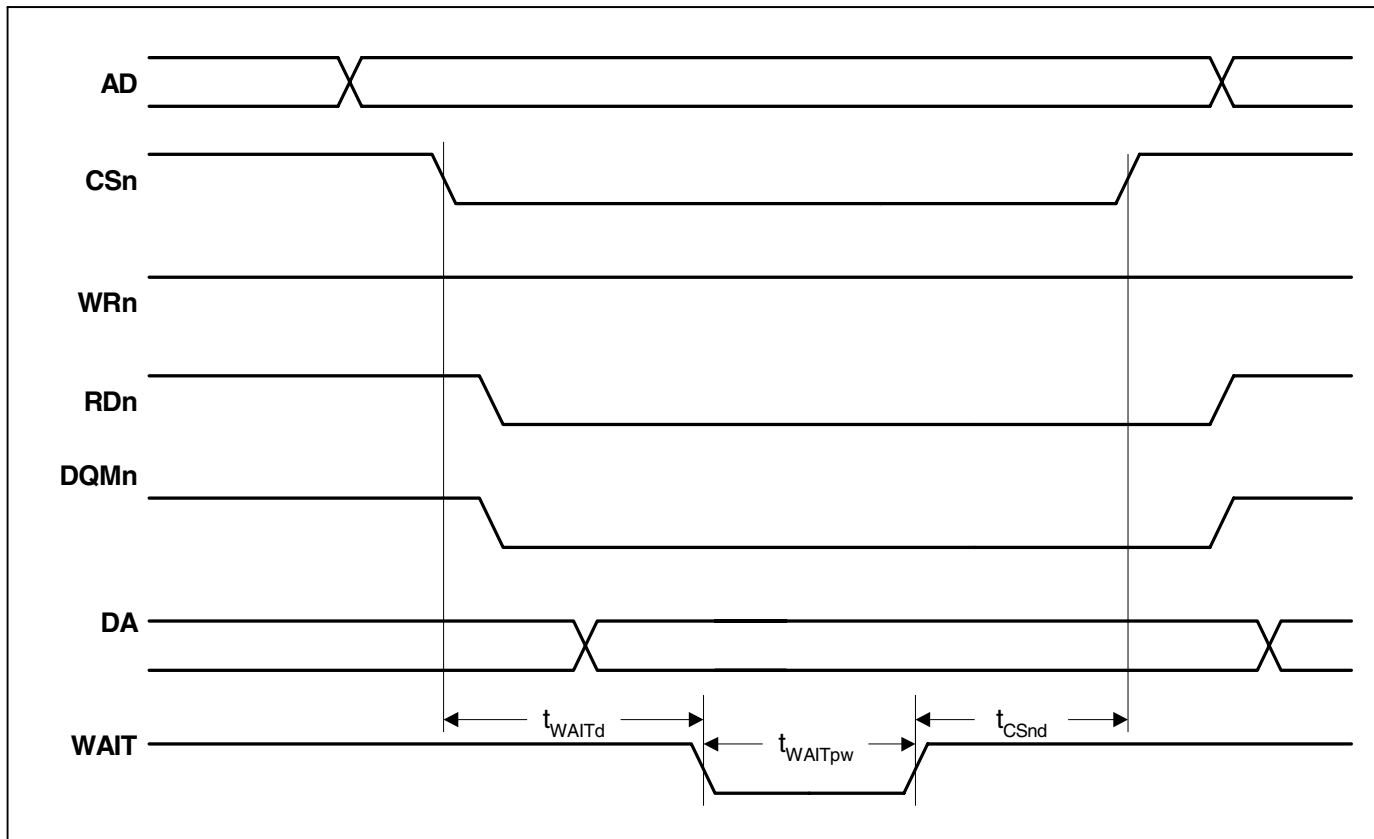 AD
CSn
WRn
RDn
DQMn
DA
tWAITd
tCSnd
WAIT
tWAITpw